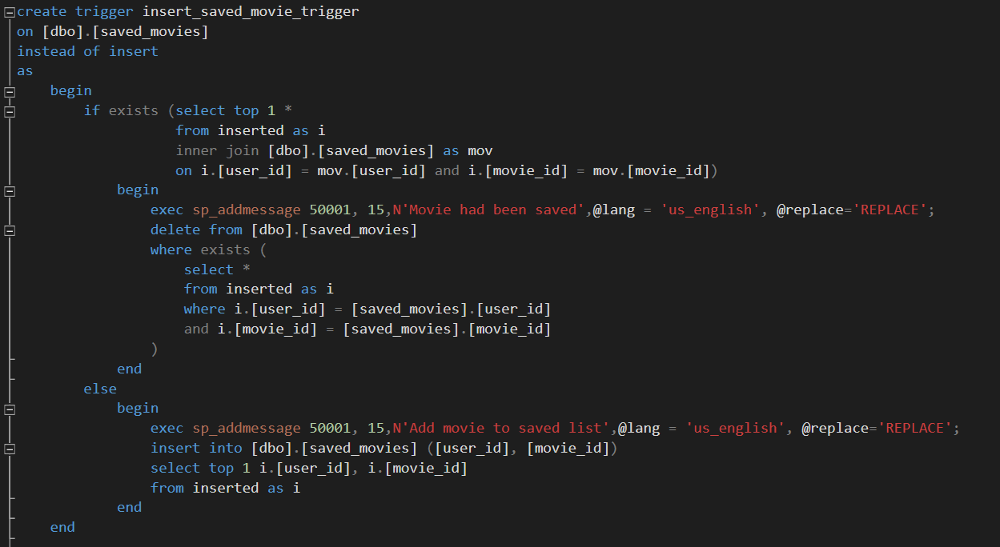 create trigger insert_saved_movie_trigger
on [dbo].[saved_movies]
instead of insert
as
begin
if exists (select top 1 *
from inserted as i
inner join [dbo].[saved_movies] as mov
on i.[user_id] = mov.[user_id] and i.[movie_id] = mov.[movie_id])
begin
exec sp_addmessage 50001, 15,N'Movie had been saved',@lang = 'us_english', @replace='REPLACE';
delete from [dbo].[saved_movies]
where exists (
select *
from inserted as i
where i.[user_id] = [saved_movies].[user_id]
and i.[movie_id] = [saved_movies].[movie_id]
)
end
else
begin
exec sp_addmessage 50001, 15,N'Add movie to saved list',@lang = 'us_english', @replace='REPLACE';
insert into [dbo].[saved_movies] ([user_id], [movie_id])
select top 1 i.[user_id], i.[movie_id]
from inserted as i
end
end